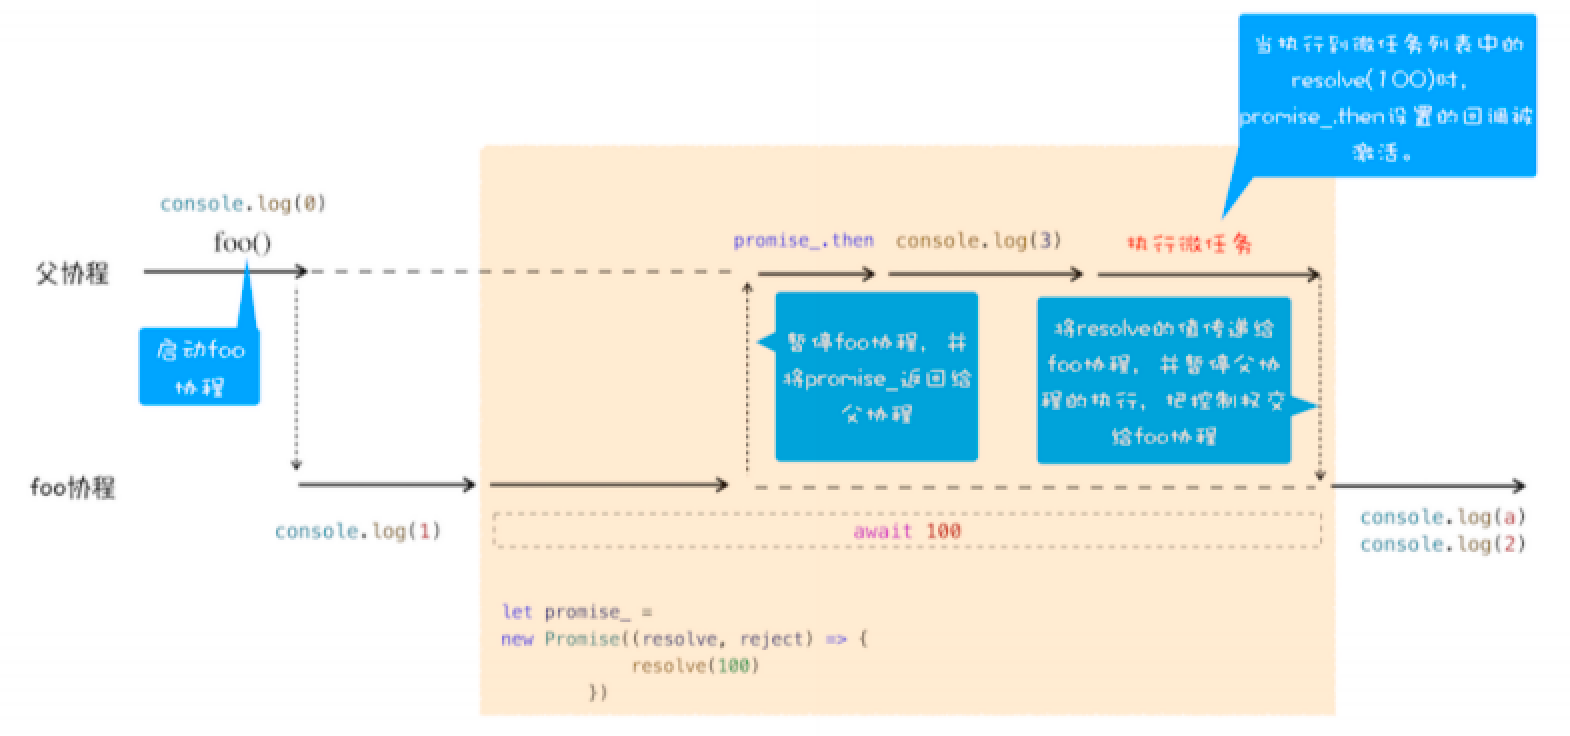 当执行到微任务列表中的
resolve(100)时，
promise_.then设置的回调被
激活。
console.log(0)
foo()
promise_.then
console.log(3)
执行微任务
父协程
启动foo
协程
暂停foo协程，并
将promise_返回给
父协程
将resolve的值传递给
foo协程，并暂停父协
程的执行，把控制权交
给foo协程
foo协程
console.log(1)
await 100
console.log(a)
console.log(2)
let promise_ =
new Promise((resolve, reject) => {
resolve(100)
})